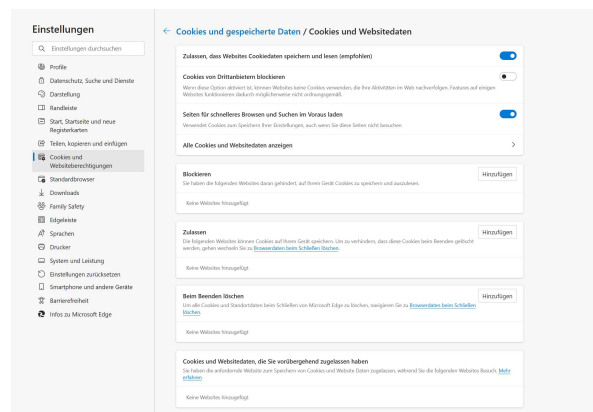 Einstellungen
Einstellungen durchsuchen
Profile
Datenschutz, Suche und Dienste
Darstellung
Randleiste
Start, Startseite und neue
Registerkarten
Teilen, kopieren und einfügen
Cookies und
Websiteberechtigungen
Standardbrowser
Downloads
Family Safety
Edgeleiste
Sprachen
Drucker
System und Leistung
Einstellungen zurücksetzen
Smartphone und andere Geräte
Barrierefreiheit
Infos zu Microsoft Edge
Cookies und gespeicherte Daten / Cookies und Websitedaten
Zulassen, dass Websites Cookiedaten speichern und lesen (empfohlen)
Cookies von Drittanbietern blockieren
Wenn diese Option aktiviert ist, können Websites keine Cookies verwenden, die Ihre Aktivitäten im Web nachverfolgen. Features auf einigen
Websites funktionieren dadurch möglicherweise nicht ordnungsgemäß.
Seiten für schnelleres Browsen und Suchen im Voraus laden
Verwendet Cookies zum Speichern Ihrer Einstellungen, auch wenn Sie diese Seiten nicht besuchen
Alle Cookies und Websitedaten anzeigen
Blockieren
Hinzufügen
Sie haben die folgenden Websites daran gehindert, auf Ihrem Gerät Cookies zu speichern und auszulesen.
Keine Websites hinzugefügt
Zulassen
Hinzufügen
Die folgenden Websites können Cookies auf Ihrem Gerät speichern. Um zu verhindern, dass diese Cookies beim Beenden gelöscht
werden, gehen wechseln Sie zu Browserdaten beim Schließen löschen.
Keine Websites hinzugefügt
Beim Beenden löschen
Hinzufügen
Um alle Cookies und Standortdaten beim Schließen von Microsoft Edge zu löschen, navigieren Sie zu Browserdaten beim Schließen
löschen.
Keine Websites hinzugefügt
Cookies und Websitedaten, die Sie vorübergehend zugelassen haben
Sie haben die anfordernde Website zum Speichern von Cookies und Website Daten zugelassen, während Sie die folgenden Websites Besuch. Mehr
erfahren
Keine Websites hinzugefügt